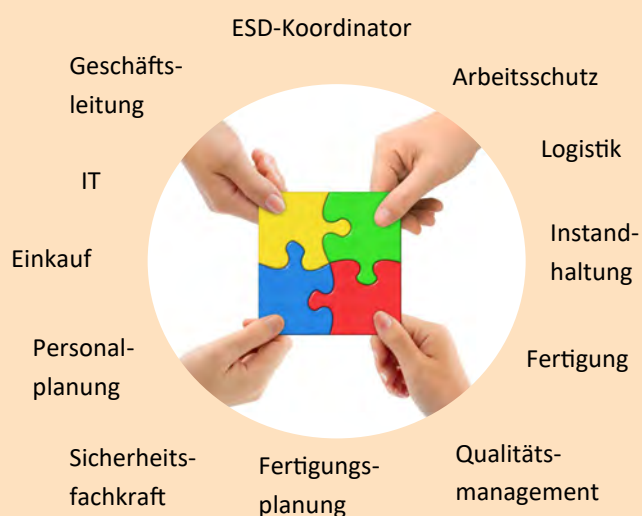 ESD-Koordinator
Geschäfts-
leitung
Arbeitsschutz
Logistik
IT
Instand-
haltung
Einkauf
Personal-
planung
Fertigung
Sicherheits-
fachkraft
Fertigungs-
planung
Qualitäts-
management